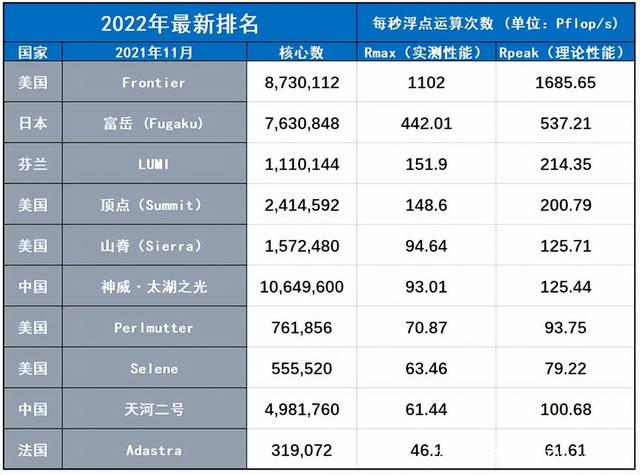 2022年最新排名 每秒浮点运算次数 (单位: Pflop/s)
国家 2021年11月 核心数 Rmax (实测性能) Rpeak (理论性能)
美国 Frontier 8,730,112 1102 1685.65
日本 富岳 (Fugaku) 7,630,848 442.01 537.21
芬兰 LUMI 1,110,144 151.9 214.35
美国 顶点 (Summit) 2,414,592 148.6 200.79
美国 山脊 (Sierra) 1,572,480 94.64 125.71
中国 神威·太湖之光 10,649,600 93.01 125.44
美国 Perlmutter 761,856 70.87 93.75
美国 Selene 555,520 63.46 79.22
中国 天河二号 4,981,760 61.44 100.68
法国 Adastra 319,072 46.1 61.61